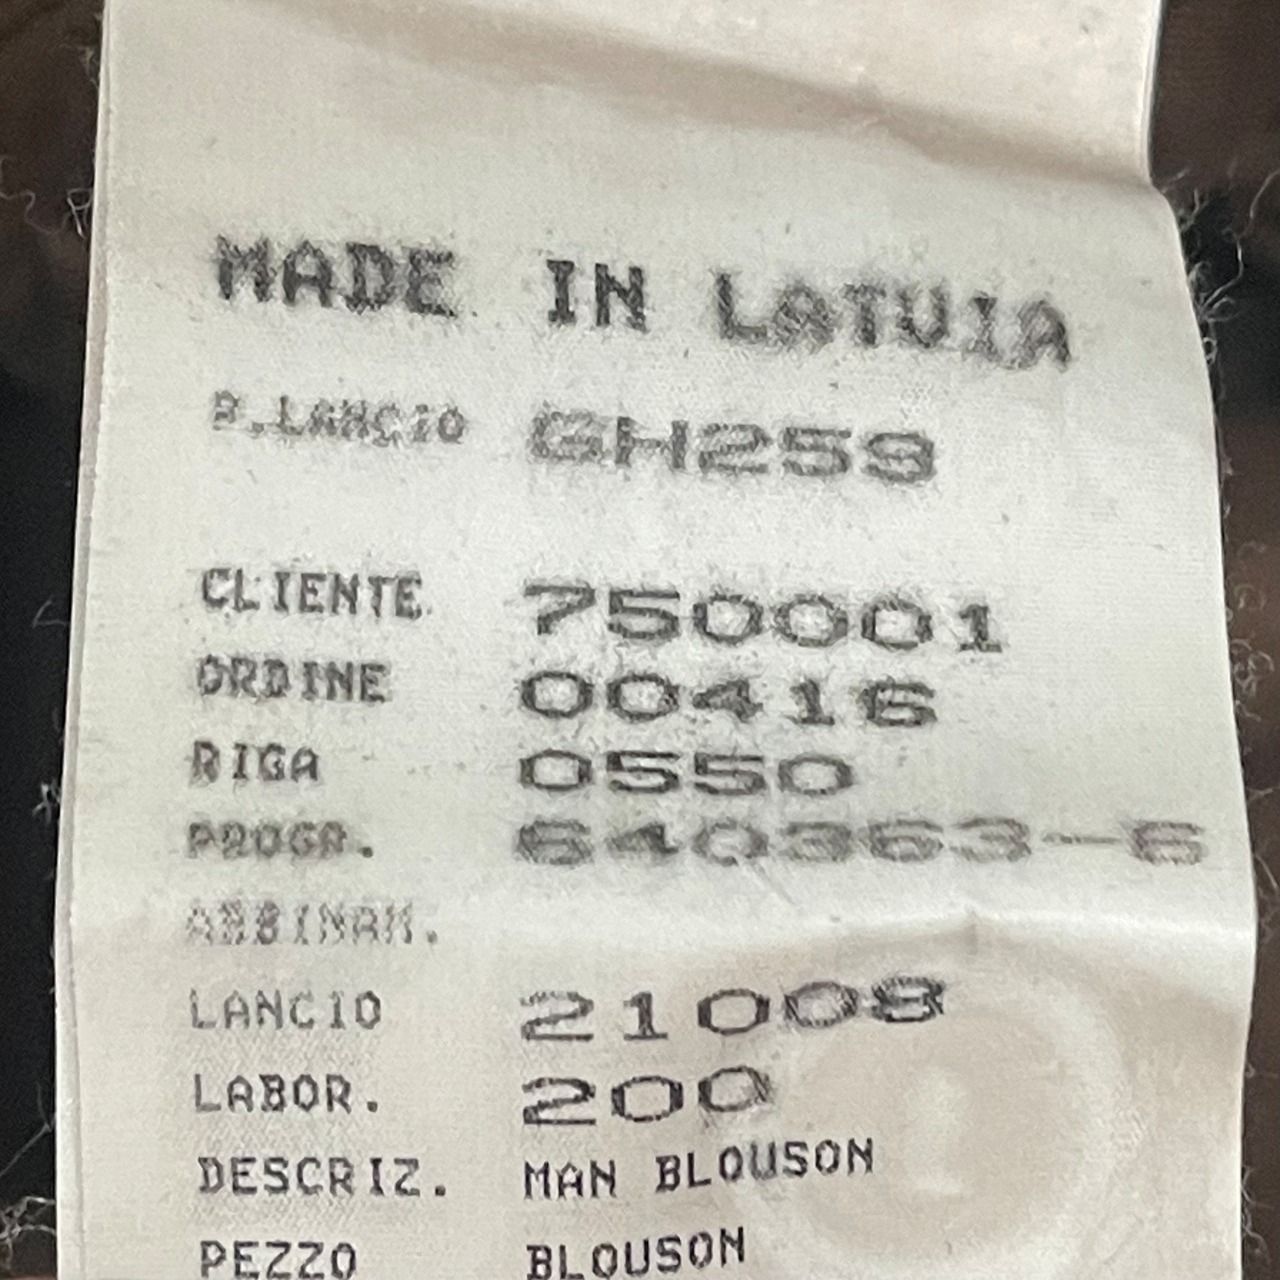 MADE IN LATVIA
P.LANCIO GH259
CLIENTE 750001
ORDINE 00416
RIGA 0550
PROGR. 640363-6
ABBINAM.
LANCIO 21008
LABOR. 200
DESCRIZ. MAN BLOUSON
PEZZO BLOUSON